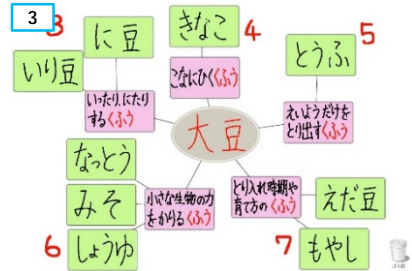 3
3
に豆
いり豆
いったり、にたり
するくふう
きなこ
4
こなにひくくふう
5
とうふ
えいようだけを
とり出すくふう
大豆
なっとう
みそ
しょうゆ
6
小さな生物の力
をかりるくふう
とり入れ時期や
育て方のくふう
えだ豆
もやし
7
ごみ箱